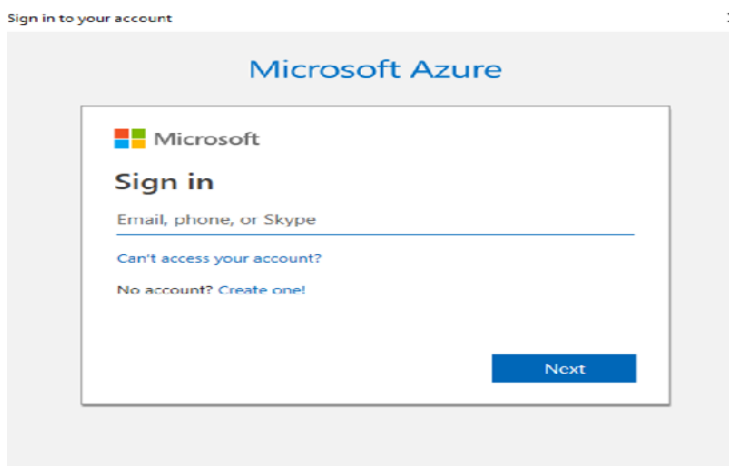 Sign in to your account
Microsoft Azure
Microsoft
Sign in
Email, phone, or Skype
Can't access your account?
No account? Create one!
Next